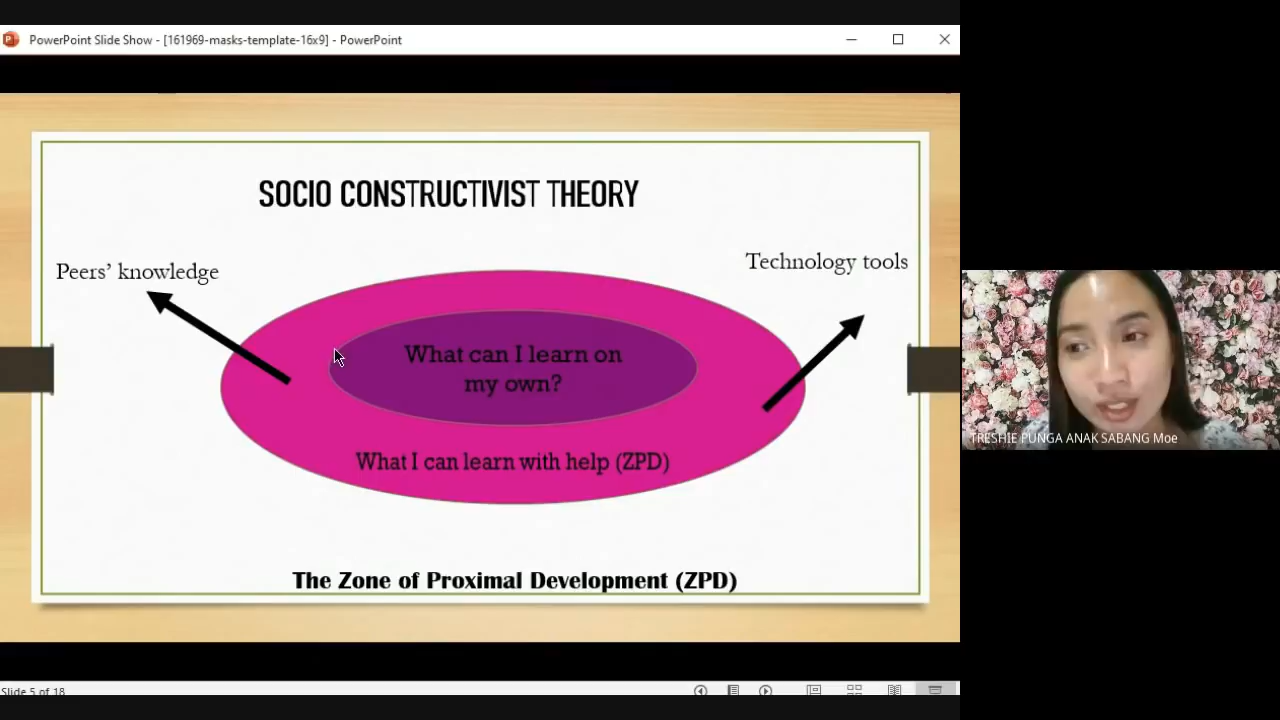 PowerPoint Slide Show - [161969-masks-template-16x9] - PowerPoint
SOCIO CONSTRUCTIVIST THEORY
Peers' knowledge
Technology tools
What can I learn on
my own?
What I can learn with help (ZPD)
The Zone of Proximal Development (ZPD)
TRESHIE PUNGA ANAK SABANG Moe
Slide 5 of 18